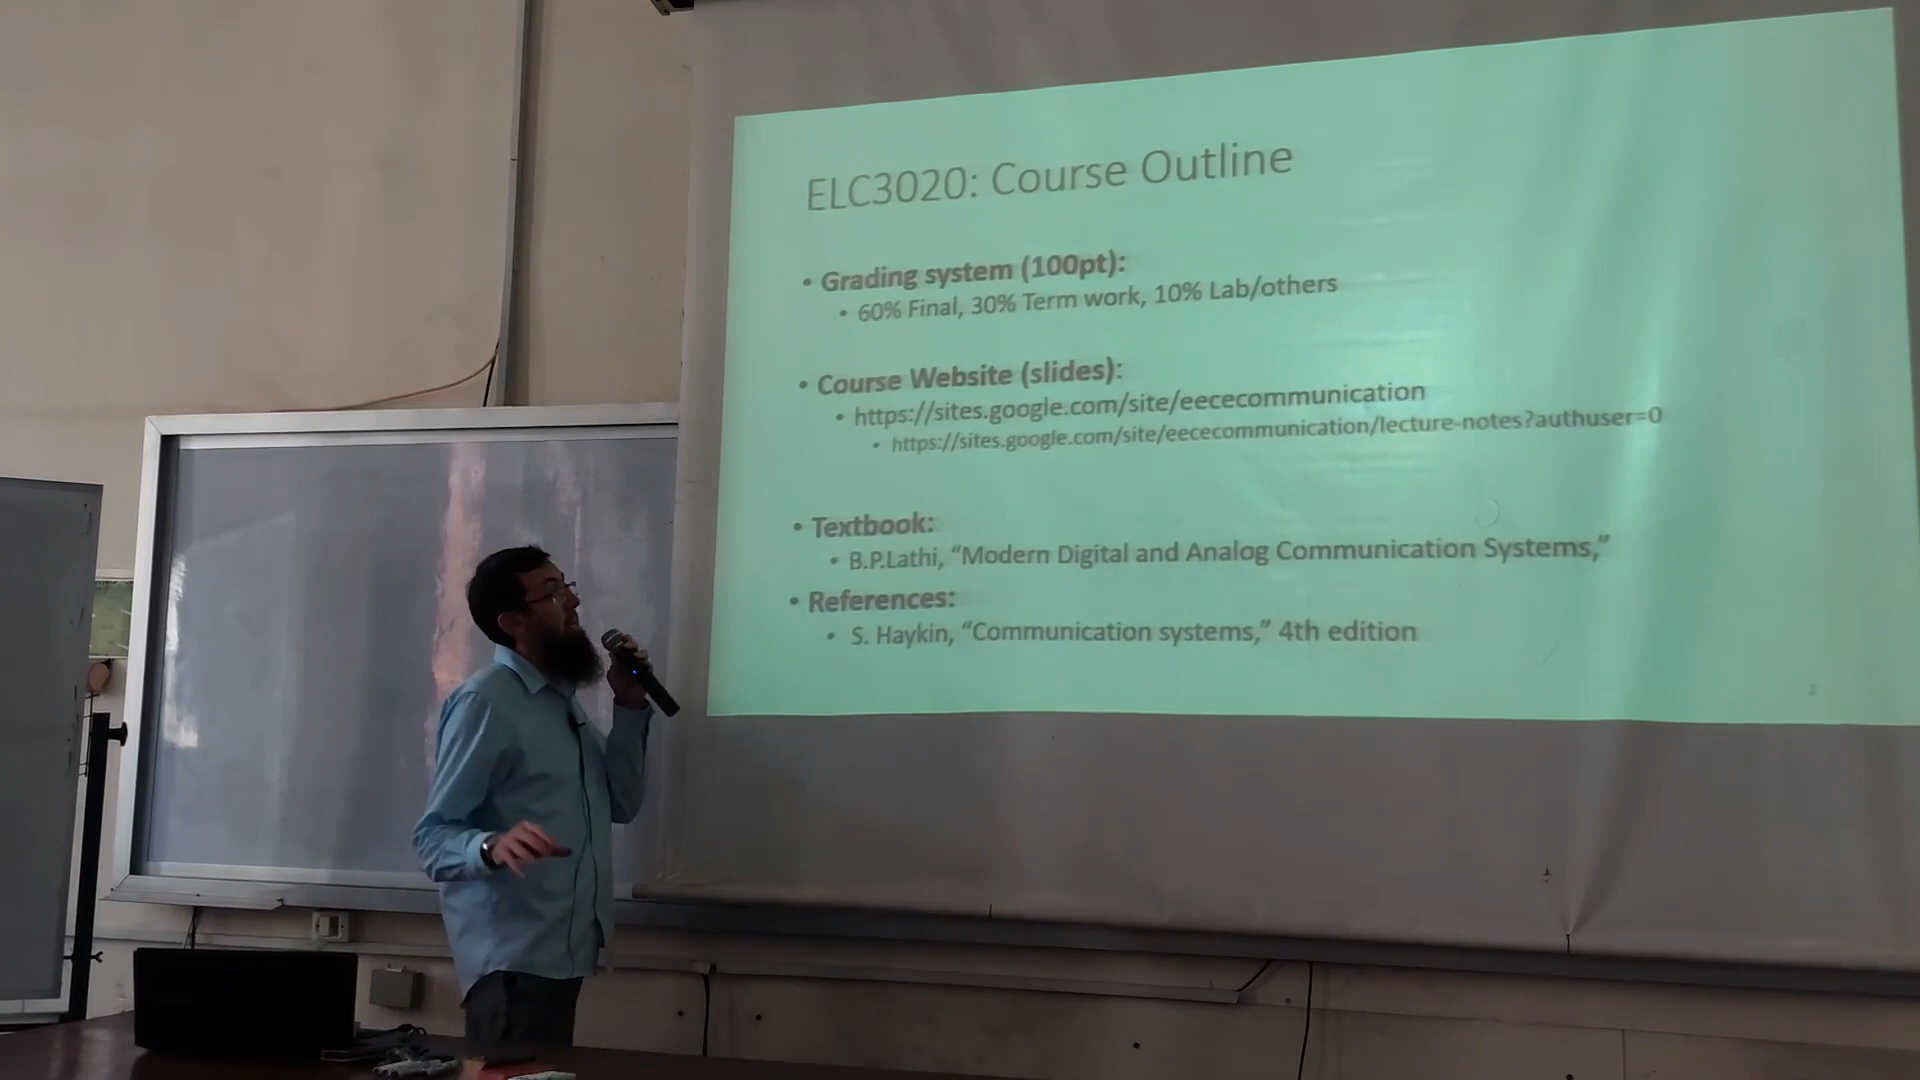 ELC3020: Course Outline
• Grading system (100pt):
• 60% Final, 30% Term work, 10% Lab/others
• Course Website (slides):
• https://sites.google.com/site/eececommunication
• https://sites.google.com/site/eececommunication/lecture-notes?authuser=0
• Textbook:
• B.P.Lathi, “Modern Digital and Analog Communication Systems,”
• References:
• S. Haykin, “Communication systems,” 4th edition
2